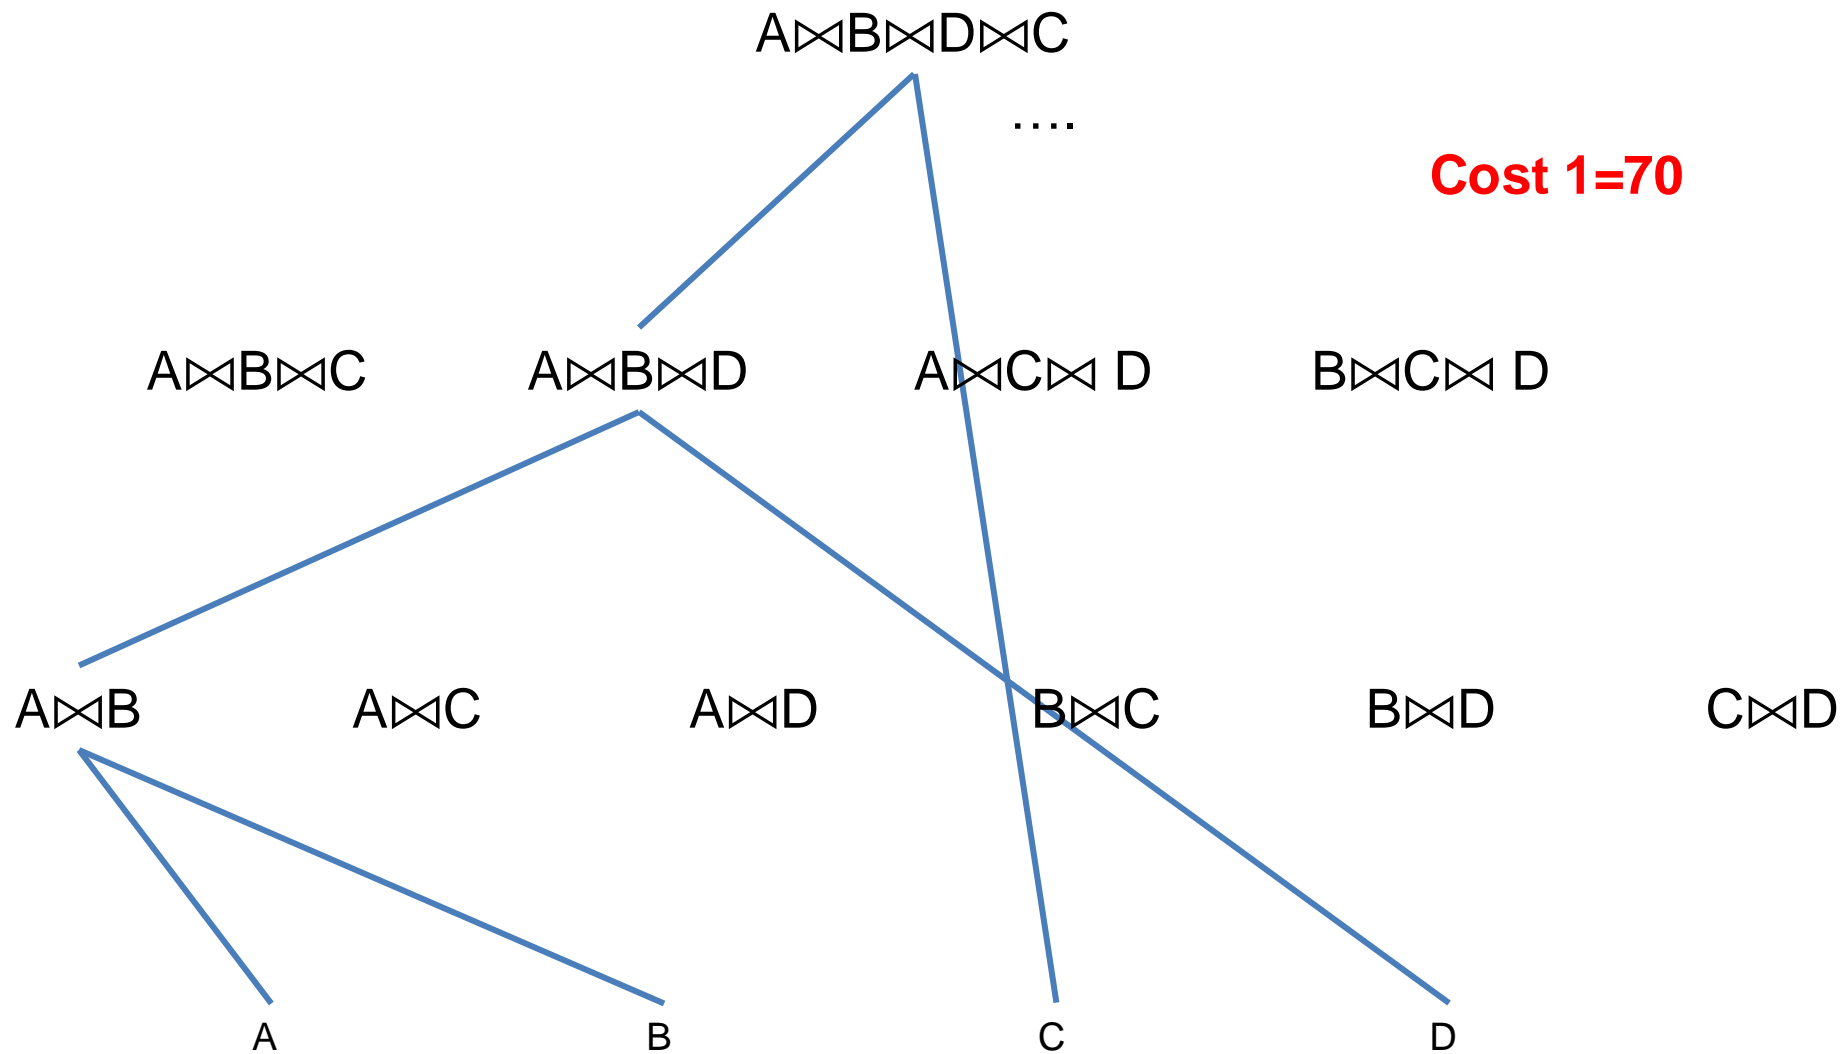 A⋈B⋈D⋈C
....
Cost 1=70
A⋈B⋈C A⋈B⋈D A⋈C⋈ D B⋈C⋈ D
A⋈B A⋈C A⋈D B⋈C B⋈D C⋈D
A B C D